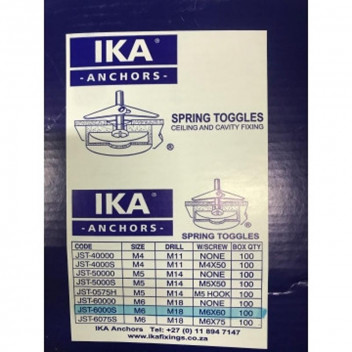 IKA®
-ANCHORS-
SPRING TOGGLES
CEILING AND CAVITY FIXING
®
IKA®
-ANCHORS-
®
SPRING TOGGLES
CODE SIZE DRILL W/SCREW BOX QTY
JST-40000 M4 M11 NONE 100
JST-4000S M4 M11 M4X50 100
JST-50000 M5 M14 NONE 100
JST-5000S M5 M14 M5X50 100
JST-0575H M5 M14 M5 HOOK 100
JST-60000 M6 M18 NONE 100
JST-6000S M6 M18 M6X60 100
JST-6075S M6 M18 M6X75 100
IKA Anchors Tel: +27 (0) 11 894 7147
www.ikafixings.co.za